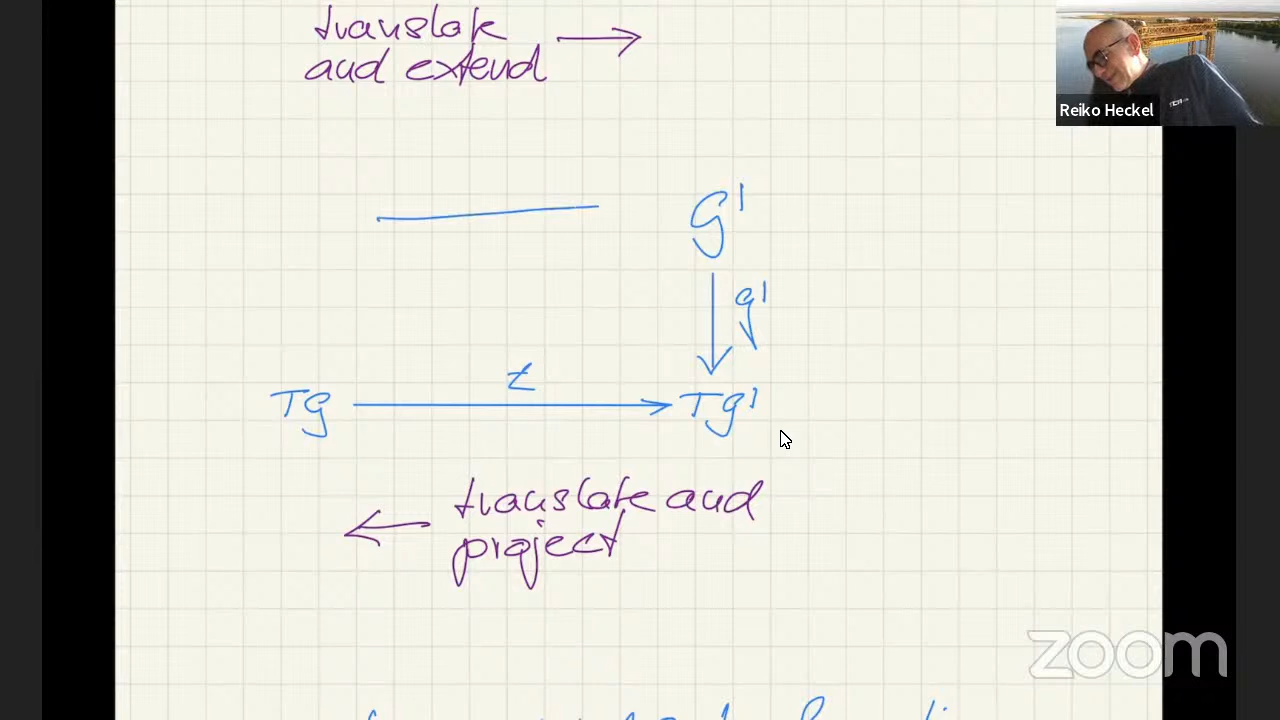 translate
and extend →
Reiko Heckel
G'
g'
t
TG → TG'
← translate and
project
zoom